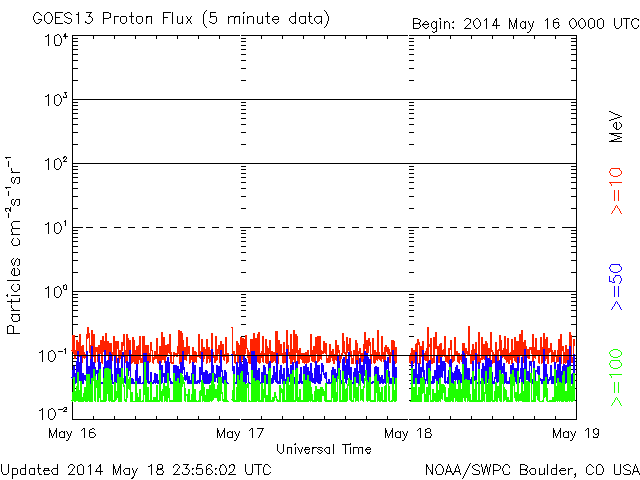 GOES13 Proton Flux (5 minute data)
Begin: 2014 May 16 0000 UTC
Particles cm⁻²s⁻¹sr⁻¹
10⁴
10³
10²
10¹
10⁰
10⁻¹
10⁻²
May 16
May 17
May 18
May 19
Universal Time
MeV
>=10
>=50
>=100
Updated 2014 May 18 23:56:02 UTC
NOAA/SWPC Boulder, CO USA